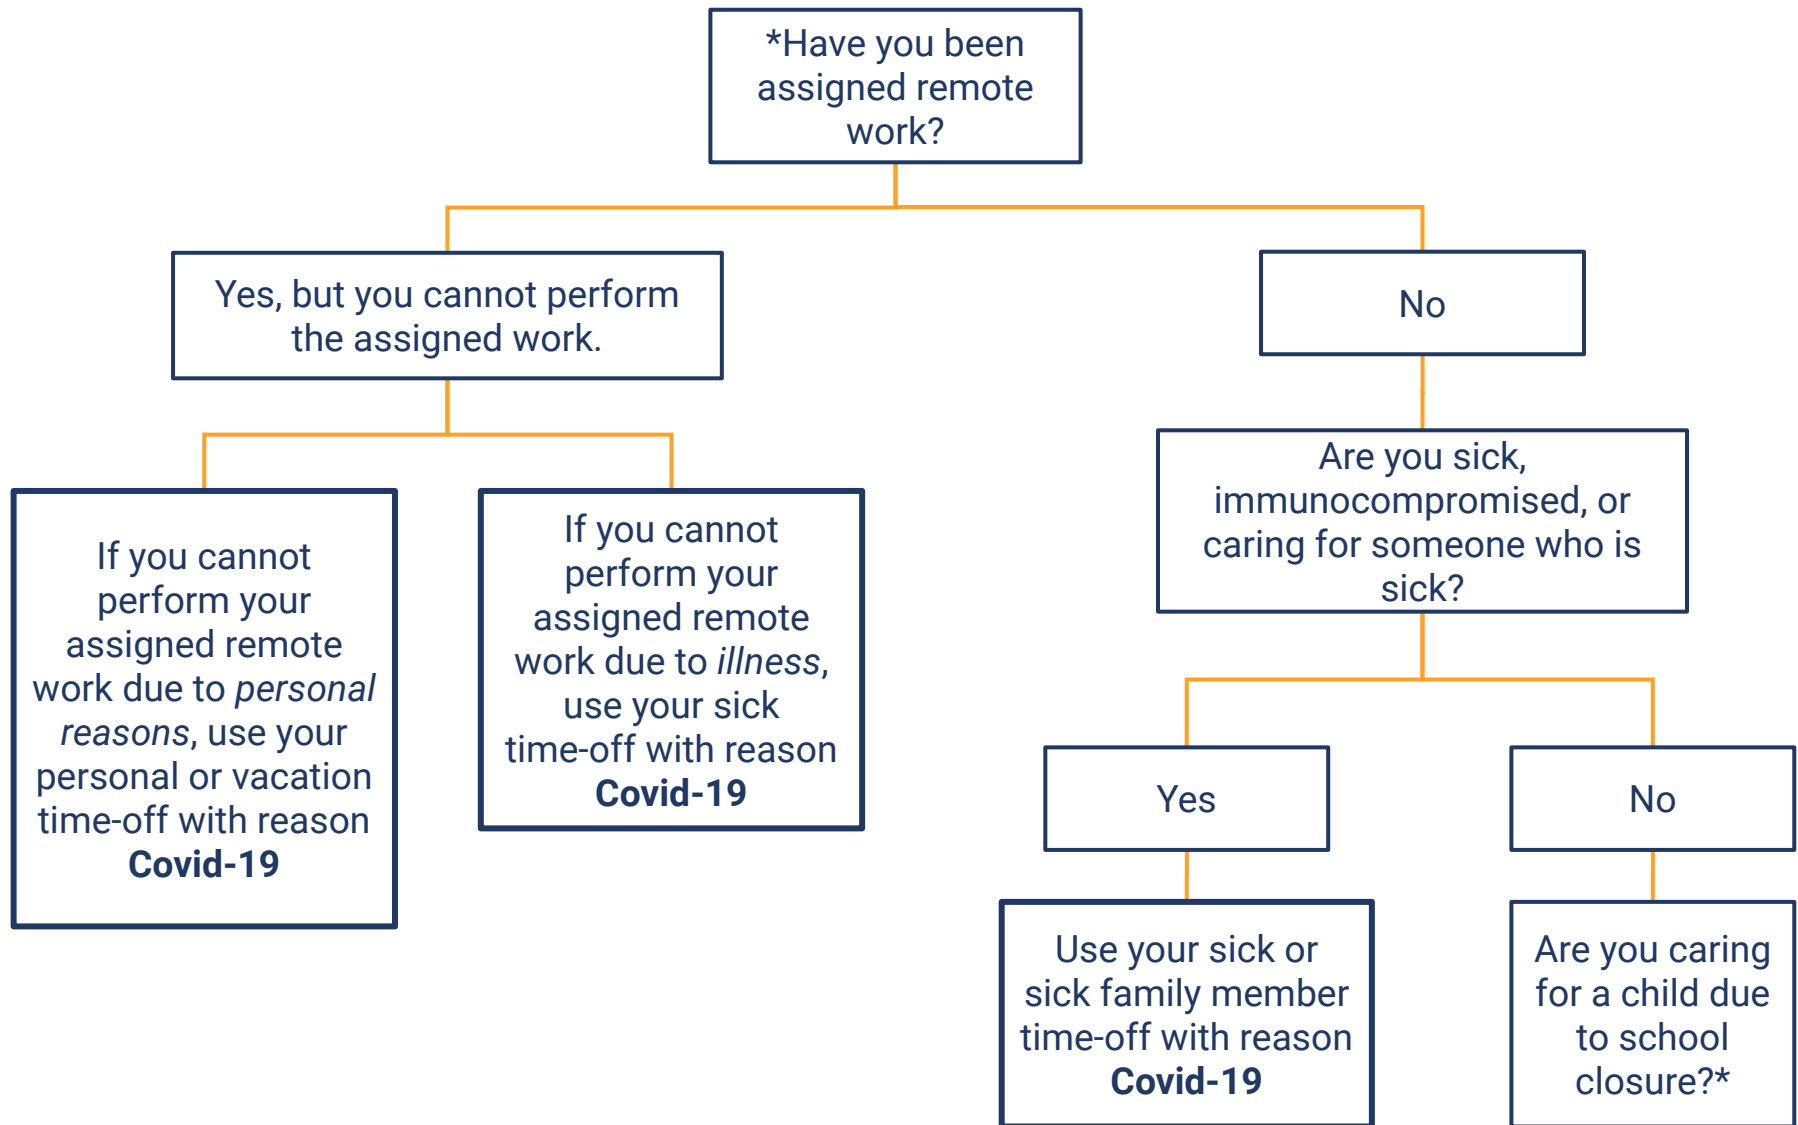 *Have you been
assigned remote
work?
Yes, but you cannot perform
the assigned work.
No
If you cannot
perform your
assigned remote
work due to personal
reasons, use your
personal or vacation
time-off with reason
Covid-19
If you cannot
perform your
assigned remote
work due to illness,
use your sick
time-off with reason
Covid-19
Are you sick,
immunocompromised, or
caring for someone who is
sick?
Yes
No
Use your sick or
sick family member
time-off with reason
Covid-19
Are you caring
for a child due
to school
closure?*